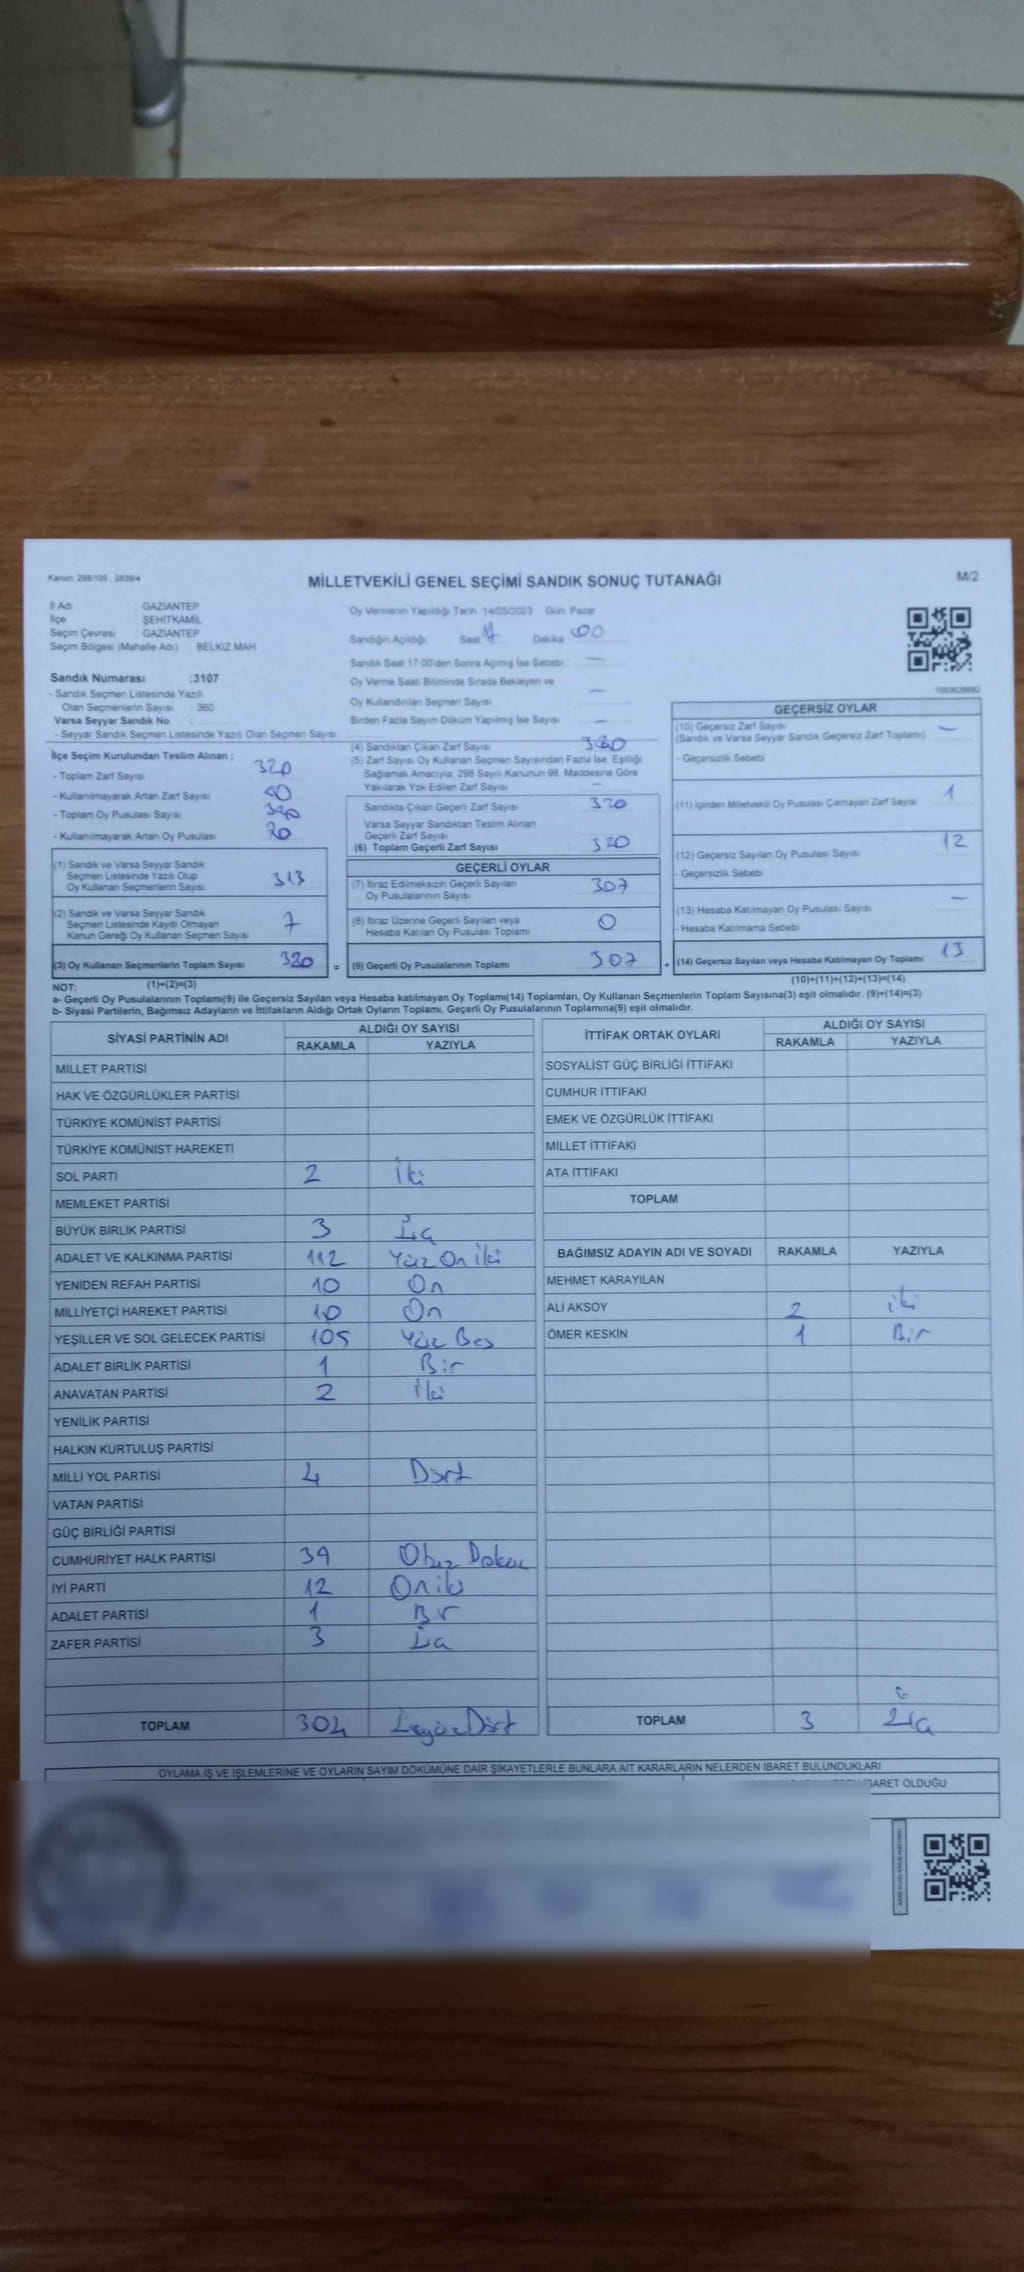 Kanun: 298/105 , 2839/4
MİLLETVEKİLİ GENEL SEÇİMİ SANDIK SONUÇ TUTANAĞI
M/2
İl Adı : GAZİANTEP
İlçe : ŞEHİTKAMİL
Seçim Çevresi : GAZİANTEP
Seçim Bölgesi (Mahalle Adı) : BELKIZ MAH
Oy Vermenin Yapıldığı Tarih: 14/05/2023 Gün: Pazar
Sandığın Açıldığı Saat Dakika 00
Sandık Saat 17:00'den Sonra Açılmış İse Sebebi : —
Oy Verme Saati Bitiminde Sırada Bekleyen ve
Oy Kullandırılan Seçmen Sayısı —
Birden Fazla Sayım Döküm Yapılmış İse Sayısı —
Sandık Numarası :3107
- Sandık Seçmen Listesinde Yazılı
Olan Seçmenlerin Sayısı : 360
Varsa Seyyar Sandık No :
- Seyyar Sandık Seçmen Listesinde Yazılı Olan Seçmen Sayısı:
İlçe Seçim Kurulundan Teslim Alınan ;
- Toplam Zarf Sayısı 320
- Kullanılmayarak Artan Zarf Sayısı
- Toplam Oy Pusulası Sayısı
- Kullanılmayarak Artan Oy Pusulası 20
(1) Sandık ve Varsa Seyyar Sandık
Seçmen Listesinde Yazılı Olup
Oy Kullanan Seçmenlerin Sayısı 313
(2) Sandık ve Varsa Seyyar Sandık
Seçmen Listesinde Kayıtlı Olmayan
Kanun Gereği Oy Kullanan Seçmen Sayısı 7
(3) Oy Kullanan Seçmenlerin Toplam Sayısı 320 =
(4) Sandıktan Çıkan Zarf Sayısı 320
(5) Zarf Sayısı Oy Kullanan Seçmen Sayısından Fazla İse, Eşitliği
Sağlamak Amacıyla, 298 Sayılı Kanunun 98. Maddesine Göre
Yakılarak Yok Edilen Zarf Sayısı —
Sandıkta Çıkan Geçerli Zarf Sayısı 320
Varsa Seyyar Sandıktan Teslim Alınan
Geçerli Zarf Sayısı
(6) Toplam Geçerli Zarf Sayısı 320
GEÇERLİ OYLAR
(7) İtiraz Edilmeksizin Geçerli Sayılan
Oy Pusulalarının Sayısı 307
(8) İtiraz Üzerine Geçerli Sayılan veya
Hesaba Katılan Oy Pusulası Toplamı 0
(9) Geçerli Oy Pusulalarının Toplamı 307 +
GEÇERSİZ OYLAR
(10) Geçersiz Zarf Sayısı —
(Sandık ve Varsa Seyyar Sandık Geçersiz Zarf Toplamı)
- Geçersizlik Sebebi
(11) İçinden Milletvekili Oy Pusulası Çıkmayan Zarf Sayısı 1
(12) Geçersiz Sayılan Oy Pusulası Sayısı 12
- Geçersizlik Sebebi
(13) Hesaba Katılmayan Oy Pusulası Sayısı —
- Hesaba Katılmama Sebebi
(14) Geçersiz Sayılan veya Hesaba Katılmayan Oy Toplamı 13
NOT: (1)+(2)=(3) (10)+(11)+(12)+(13)=(14)
a- Geçerli Oy Pusulalarının Toplamı(9) ile Geçersiz Sayılan veya Hesaba katılmayan Oy Toplamı(14) Toplamları, Oy Kullanan Seçmenlerin Toplam Sayısına(3) eşit olmalıdır. (9)+(14)=(3)
b- Siyasi Partilerin, Bağımsız Adayların ve İttifakların Aldığı Ortak Oyların Toplamı, Geçerli Oy Pusulalarının Toplamına(9) eşit olmalıdır.
SİYASİ PARTİNİN ADI ALDIĞI OY SAYISI
RAKAMLA YAZIYLA
MİLLET PARTİSİ
HAK VE ÖZGÜRLÜKLER PARTİSİ
TÜRKİYE KOMÜNİST PARTİSİ
TÜRKİYE KOMÜNİST HAREKETİ
SOL PARTİ 2 İki
MEMLEKET PARTİSİ
BÜYÜK BİRLİK PARTİSİ 3
ADALET VE KALKINMA PARTİSİ 112 Yüz On iki
YENİDEN REFAH PARTİSİ 10 On
MİLLİYETÇİ HAREKET PARTİSİ 10 On
YEŞİLLER VE SOL GELECEK PARTİSİ 105 Yüz Beş
ADALET BİRLİK PARTİSİ 1 Bir
ANAVATAN PARTİSİ 2 İki
YENİLİK PARTİSİ
HALKIN KURTULUŞ PARTİSİ
MİLLİ YOL PARTİSİ 4 Dört
VATAN PARTİSİ
GÜÇ BİRLİĞİ PARTİSİ
CUMHURİYET HALK PARTİSİ 39 Otuz Dokuz
İYİ PARTİ 12 Oniki
ADALET PARTİSİ 1 Bir
ZAFER PARTİSİ 3
TOPLAM 304
İTTİFAK ORTAK OYLARI ALDIĞI OY SAYISI
RAKAMLA YAZIYLA
SOSYALİST GÜÇ BİRLİĞİ İTTİFAKI
CUMHUR İTTİFAKI
EMEK VE ÖZGÜRLÜK İTTİFAKI
MİLLET İTTİFAKI
ATA İTTİFAKI
TOPLAM
BAĞIMSIZ ADAYIN ADI VE SOYADI RAKAMLA YAZIYLA
MEHMET KARAYILAN
ALİ AKSOY 2 iki
ÖMER KESKİN 1 Bir
TOPLAM 3
OYLAMA İŞ VE İŞLEMLERİNE VE OYLARIN SAYIM DÖKÜMÜNE DAİR ŞİKAYETLERLE BUNLARA AİT KARARLARIN NELERDEN İBARET BULUNDUKLARI
OLDUĞU